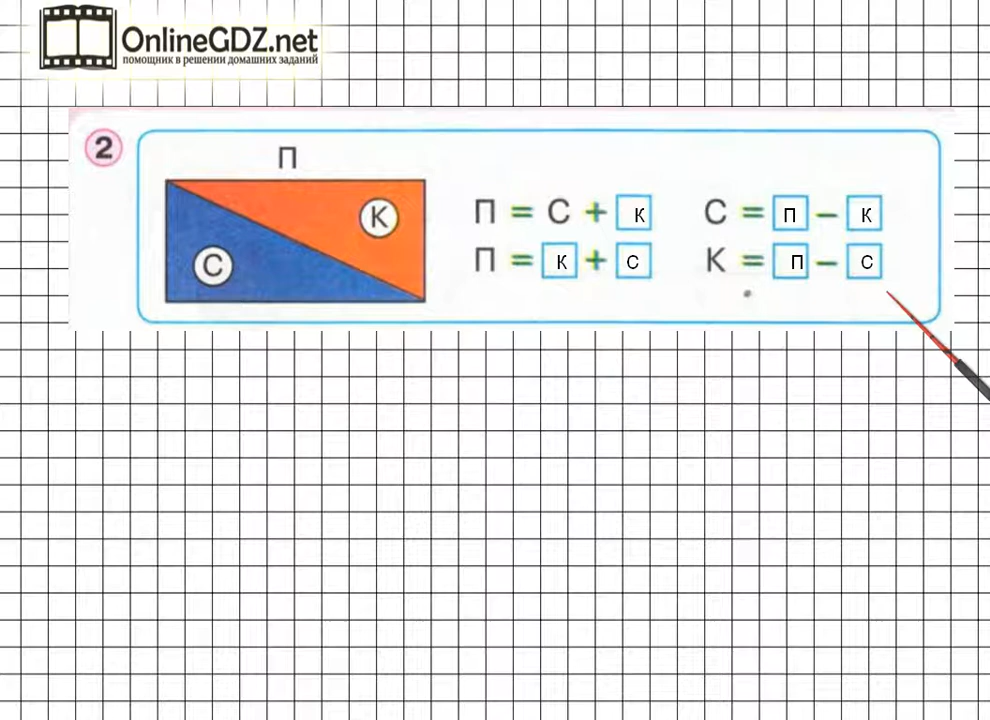 OnlineGDZ.net
помощник в решении домашних заданий
2
П
К
С
П = С + К
П = К + С
С = П - К
К = П - С